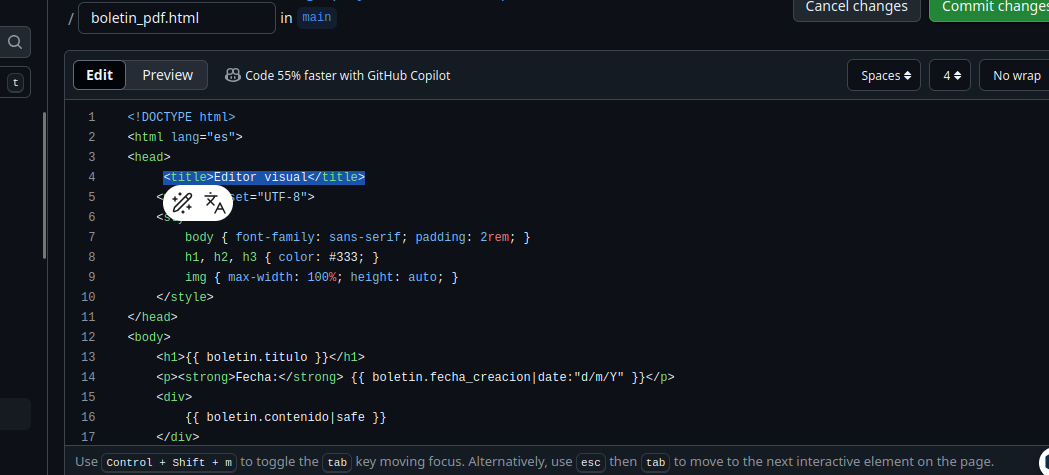 / boletin_pdf.html in main
Cancel changes
Commit changes
t
Edit
Preview
Code 55% faster with GitHub Copilot
Spaces
4
No wrap
1 <!DOCTYPE html>
2 <html lang="es">
3 <head>
4 <title>Editor visual</title>
5 < set="UTF-8">
6 <st
7 body { font-family: sans-serif; padding: 2rem; }
8 h1, h2, h3 { color: #333; }
9 img { max-width: 100%; height: auto; }
10 </style>
11 </head>
12 <body>
13 <h1>{{ boletin.titulo }}</h1>
14 <p><strong>Fecha:</strong> {{ boletin.fecha_creacion|date:"d/m/Y" }}</p>
15 <div>
16 {{ boletin.contenido|safe }}
17 </div>
Use Control + Shift + m to toggle the tab key moving focus. Alternatively, use esc then tab to move to the next interactive element on the page.